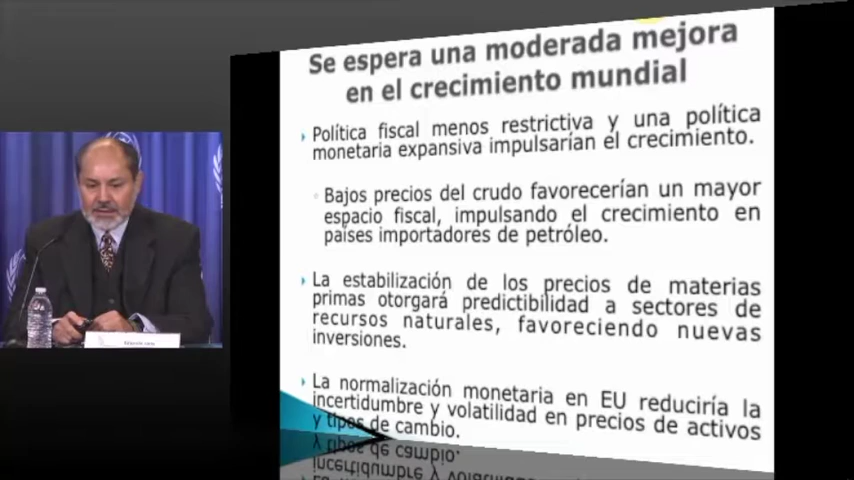 Se espera una moderada mejora
en el crecimiento mundial
Política fiscal menos restrictiva y una política
monetaria expansiva impulsarían el crecimiento.
Bajos precios del crudo favorecerían un mayor
espacio fiscal, impulsando el crecimiento en
países importadores de petróleo.
La estabilización de los precios de materias
primas otorgará predictibilidad a sectores de
recursos naturales, favoreciendo nuevas
inversiones.
La normalización monetaria en EU reduciría la
incertidumbre y volatilidad en precios de activos
y tipos de cambio.